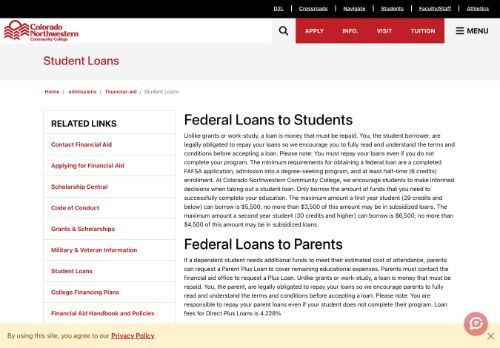 D2L | Crossroads | Navigate | Students | Faculty/Staff | Athletics
Colorado
Northwestern
Community College
APPLY INFO. VISIT TUITION MENU
Student Loans
Home / admissions / financial-aid / Student Loans
RELATED LINKS
Contact Financial Aid
Applying for Financial Aid
Scholarship Central
Code of Conduct
Grants & Scholarships
Military & Veteran Information
Student Loans
College Financing Plans
Financial Aid Handbook and Policies
Federal Loans to Students
Unlike grants or work-study, a loan is money that must be repaid. You, the student borrower, are
legally obligated to repay your loans so we encourage you to fully read and understand the terms and
conditions before accepting a loan. Please note: You must repay your loans even if you do not
complete your program. The minimum requirements for obtaining a federal loan are a completed
FAFSA application, admission into a degree-seeking program, and at least half-time (6 credits)
enrollment. At Colorado Northwestern Community College, we encourage students to make informed
decisions when taking out a student loan. Only borrow the amount of funds that you need to
successfully complete your education. The maximum amount a first year student (29 credits and
below) can borrow is $5,500; no more than $3,500 of this amount may be in subsidized loans. The
maximum amount a second year student (30 credits and higher) can borrow is $6,500; no more than
$4,500 of this amount may be in subsidized loans.
Federal Loans to Parents
If a dependent student needs additional funds to meet their estimated cost of attendance, parents
can request a Parent Plus Loan to cover remaining educational expenses. Parents must contact the
financial aid office to request a Plus Loan. Unlike grants or work-study, a loan is money that must be
repaid. You, the parent, are legally obligated to repay your loans so we encourage parents to fully
read and understand the terms and conditions before accepting a loan. Please note: You are
responsible to repay your parent loans even if your student does not complete their program. Loan
fees for Direct Plus Loans is 4.228%
By using this site, you agree to our Privacy Policy